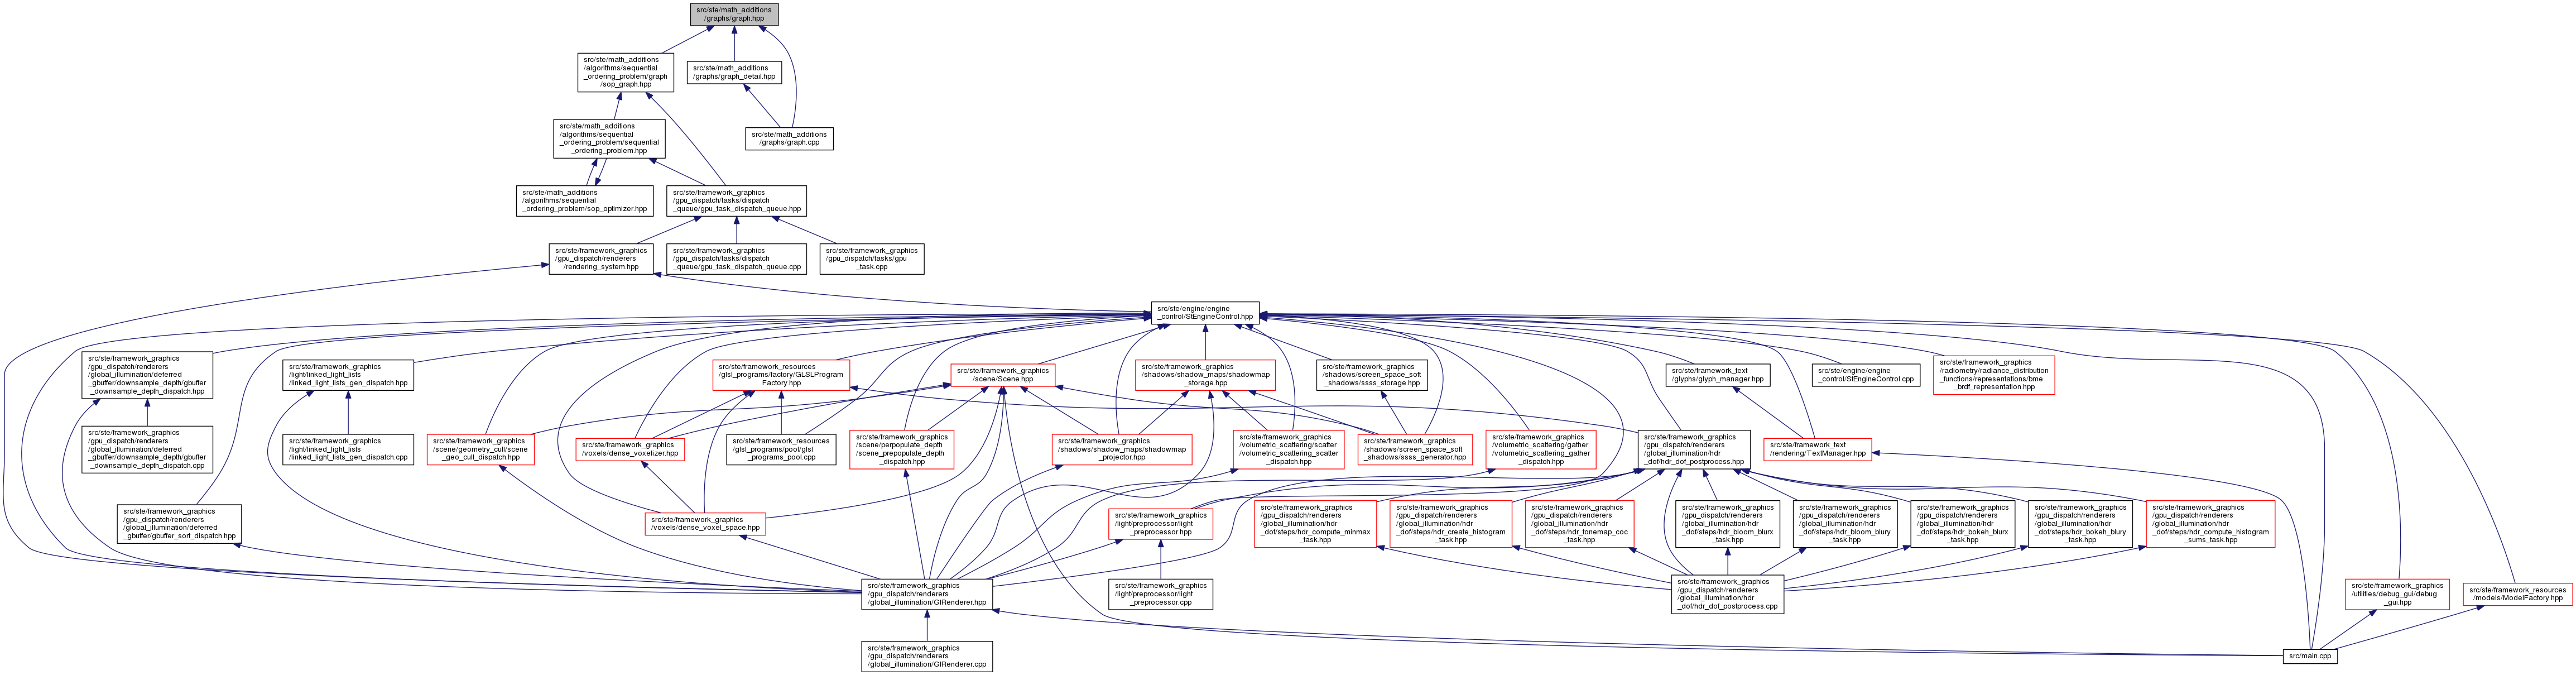 src/ste/math_additions
/graphs/graph.hpp
src/ste/math_additions
/algorithms/sequential
_ordering_problem/graph
/sop_graph.hpp
src/ste/math_additions
/graphs/graph_detail.hpp
src/ste/math_additions
/algorithms/sequential
_ordering_problem/sequential
_ordering_problem.hpp
src/ste/math_additions
/graphs/graph.cpp
src/ste/math_additions
/algorithms/sequential
_ordering_problem/sop_optimizer.hpp
src/ste/framework_graphics
/gpu_dispatch/tasks/dispatch
_queue/gpu_task_dispatch_queue.hpp
src/ste/framework_graphics
/gpu_dispatch/renderers
/rendering_system.hpp
src/ste/framework_graphics
/gpu_dispatch/tasks/dispatch
_queue/gpu_task_dispatch_queue.cpp
src/ste/framework_graphics
/gpu_dispatch/tasks/gpu
_task.cpp
src/ste/engine/engine
_control/StEngineControl.hpp
src/ste/framework_graphics
/gpu_dispatch/renderers
/global_illumination/deferred
_gbuffer/downsample_depth/gbuffer
_downsample_depth_dispatch.hpp
src/ste/framework_graphics
/light/linked_light_lists
/linked_light_lists_gen_dispatch.hpp
src/ste/framework_resources
/glsl_programs/factory/GLSLProgram
Factory.hpp
src/ste/framework_graphics
/scene/Scene.hpp
src/ste/framework_graphics
/shadows/shadow_maps/shadowmap
_storage.hpp
src/ste/framework_graphics
/shadows/screen_space_soft
_shadows/ssss_storage.hpp
src/ste/framework_text
/glyphs/glyph_manager.hpp
src/ste/engine/engine
_control/StEngineControl.cpp
src/ste/framework_graphics
/radiometry/radiance_distribution
_functions/representations/bme
_brdf_representation.hpp
src/ste/framework_graphics
/gpu_dispatch/renderers
/global_illumination/deferred
_gbuffer/downsample_depth/gbuffer
_downsample_depth_dispatch.cpp
src/ste/framework_graphics
/light/linked_light_lists
/linked_light_lists_gen_dispatch.cpp
src/ste/framework_graphics
/scene/geometry_cull/scene
_geo_cull_dispatch.hpp
src/ste/framework_graphics
/voxels/dense_voxelizer.hpp
src/ste/framework_resources
/glsl_programs/pool/glsl
_programs_pool.cpp
src/ste/framework_graphics
/scene/perpopulate_depth
/scene_prepopulate_depth
_dispatch.hpp
src/ste/framework_graphics
/shadows/shadow_maps/shadowmap
_projector.hpp
src/ste/framework_graphics
/volumetric_scattering/scatter
/volumetric_scattering_scatter
_dispatch.hpp
src/ste/framework_graphics
/shadows/screen_space_soft
_shadows/ssss_generator.hpp
src/ste/framework_graphics
/volumetric_scattering/gather
/volumetric_scattering_gather
_dispatch.hpp
src/ste/framework_graphics
/gpu_dispatch/renderers
/global_illumination/hdr
_dof/hdr_dof_postprocess.hpp
src/ste/framework_text
/rendering/TextManager.hpp
src/ste/framework_graphics
/gpu_dispatch/renderers
/global_illumination/deferred
_gbuffer/gbuffer_sort_dispatch.hpp
src/ste/framework_graphics
/voxels/dense_voxel_space.hpp
src/ste/framework_graphics
/light/preprocessor/light
_preprocessor.hpp
src/ste/framework_graphics
/gpu_dispatch/renderers
/global_illumination/hdr
_dof/steps/hdr_compute_minmax
_task.hpp
src/ste/framework_graphics
/gpu_dispatch/renderers
/global_illumination/hdr
_dof/steps/hdr_create_histogram
_task.hpp
src/ste/framework_graphics
/gpu_dispatch/renderers
/global_illumination/hdr
_dof/steps/hdr_tonemap_coc
_task.hpp
src/ste/framework_graphics
/gpu_dispatch/renderers
/global_illumination/hdr
_dof/steps/hdr_bloom_blurx
_task.hpp
src/ste/framework_graphics
/gpu_dispatch/renderers
/global_illumination/hdr
_dof/steps/hdr_bloom_blury
_task.hpp
src/ste/framework_graphics
/gpu_dispatch/renderers
/global_illumination/hdr
_dof/steps/hdr_bokeh_blurx
_task.hpp
src/ste/framework_graphics
/gpu_dispatch/renderers
/global_illumination/hdr
_dof/steps/hdr_bokeh_blury
_task.hpp
src/ste/framework_graphics
/gpu_dispatch/renderers
/global_illumination/hdr
_dof/steps/hdr_compute_histogram
_sums_task.hpp
src/ste/framework_graphics
/gpu_dispatch/renderers
/global_illumination/GIRenderer.hpp
src/ste/framework_graphics
/light/preprocessor/light
_preprocessor.cpp
src/ste/framework_graphics
/gpu_dispatch/renderers
/global_illumination/hdr
_dof/hdr_dof_postprocess.cpp
src/ste/framework_graphics
/utilities/debug_gui/debug
_gui.hpp
src/ste/framework_resources
/models/ModelFactory.hpp
src/ste/framework_graphics
/gpu_dispatch/renderers
/global_illumination/GIRenderer.cpp
src/main.cpp